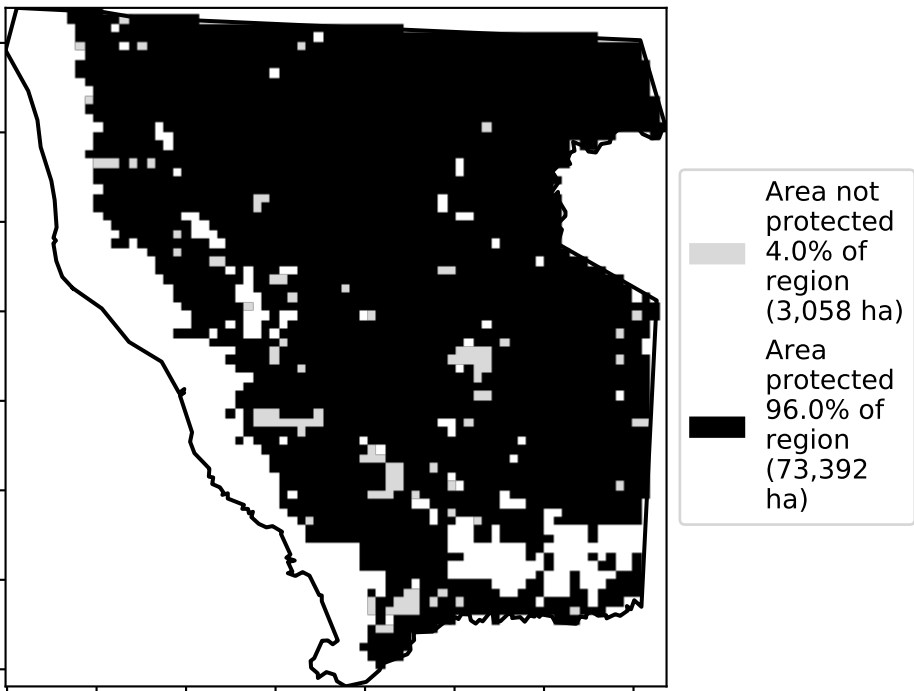 Area not
protected
4.0% of
region
(3,058 ha)
Area
protected
96.0% of
region
(73,392
ha)